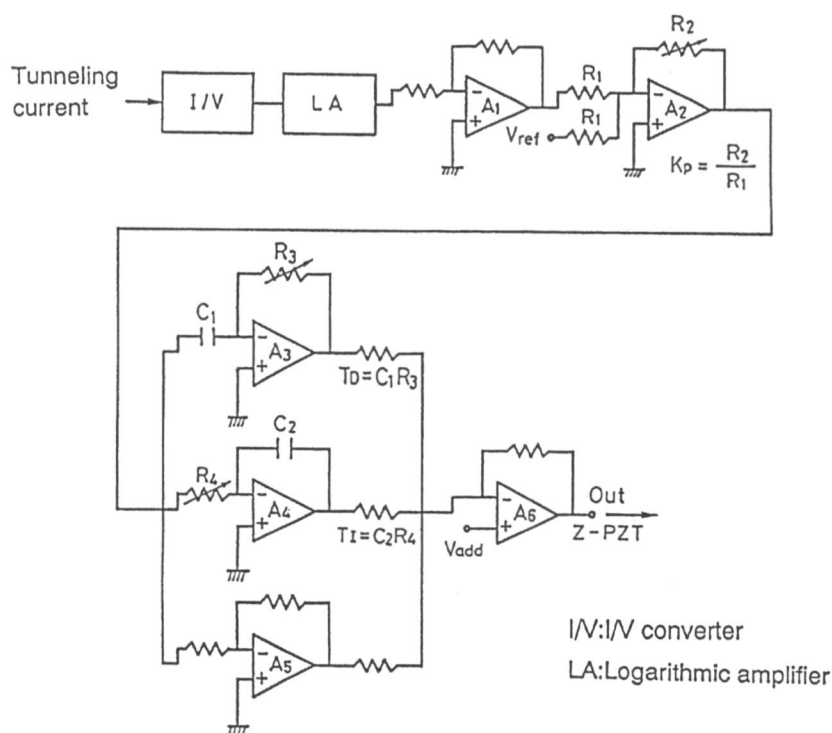 Tunneling
current
I/V
LA
A1
R1
R1
Vref
R2
A2
KP = R2/R1
R3
C1
A3
TD=C1R3
C2
R4
A4
TI=C2R4
A5
A6
Vadd
Out
Z-PZT
I/V:I/V converter
LA:Logarithmic amplifier